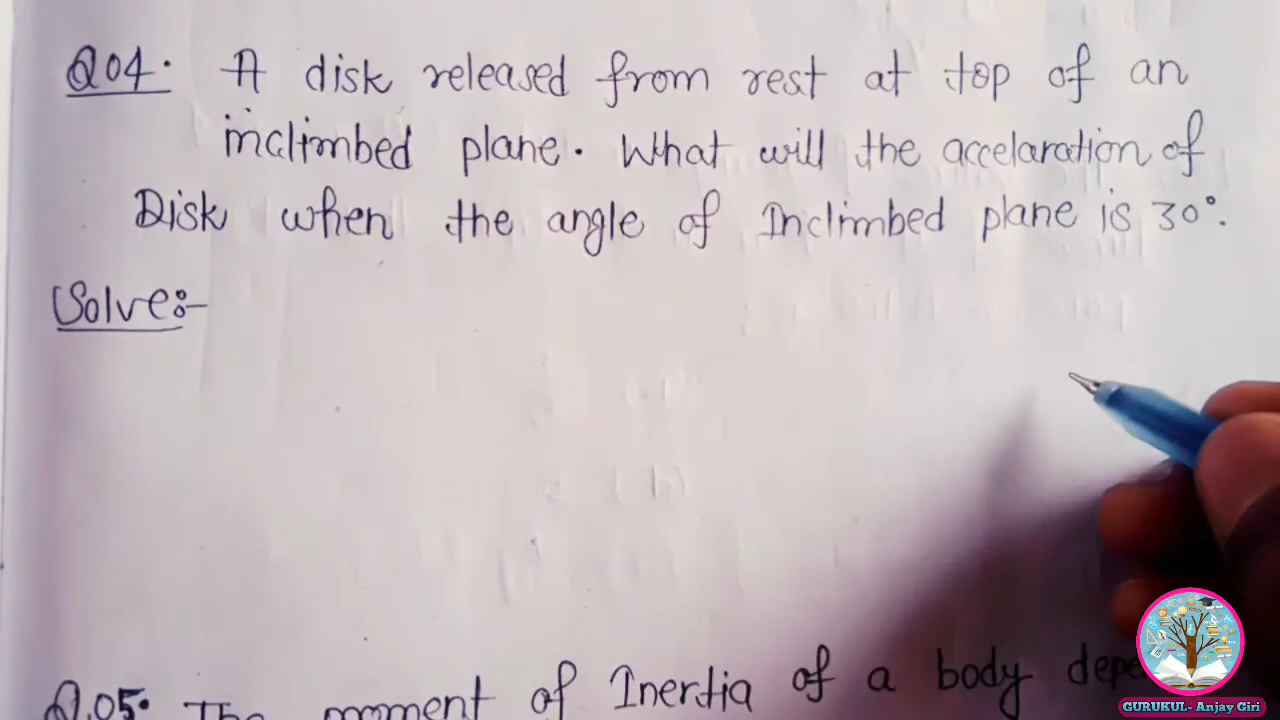 Q04. A disk released from rest at top of an
inclimbed plane. What will the accelaration of
Disk when the angle of Inclimbed plane is 30°.
Solve:-
Q.05. The moment of Inertia of a body
GURUKUL- Anjay Giri